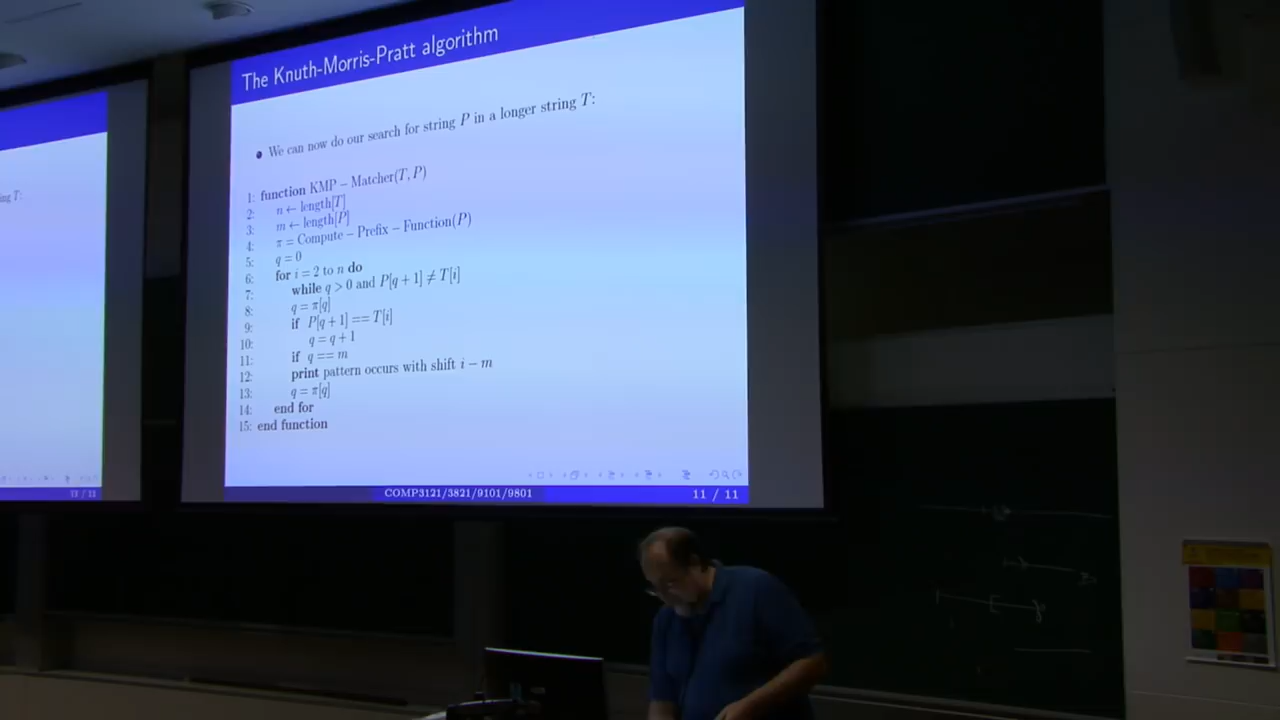 The Knuth-Morris-Pratt algorithm
• We can now do our search for string P in a longer string T:
1: function KMP − Matcher(T, P)
2: n ← length[T]
3: m ← length[P]
4: π = Compute − Prefix − Function(P)
5: q = 0
6: for i = 2 to n do
7: while q > 0 and P[q + 1] ≠ T[i]
8: q = π[q]
9: if P[q + 1] == T[i]
10: q = q + 1
11: if q == m
12: print pattern occurs with shift i − m
13: q = π[q]
14: end for
15: end function
COMP3121/3821/9101/9801
11 / 11
ing T:
11 / 11